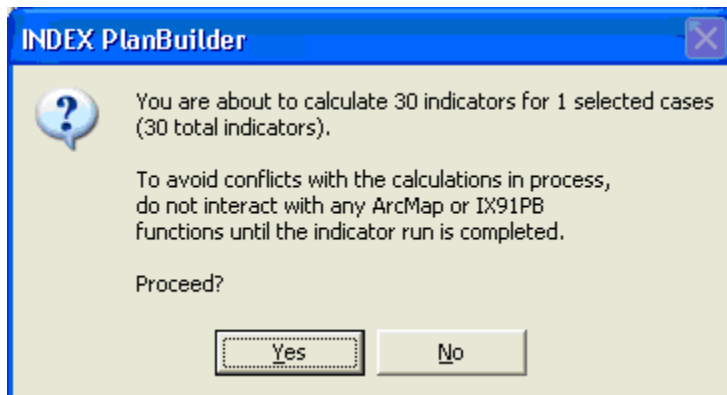 INDEX PlanBuilder
You are about to calculate 30 indicators for 1 selected cases
(30 total indicators).
To avoid conflicts with the calculations in process,
do not interact with any ArcMap or IX91PB
functions until the indicator run is completed.
Proceed?
Yes
No